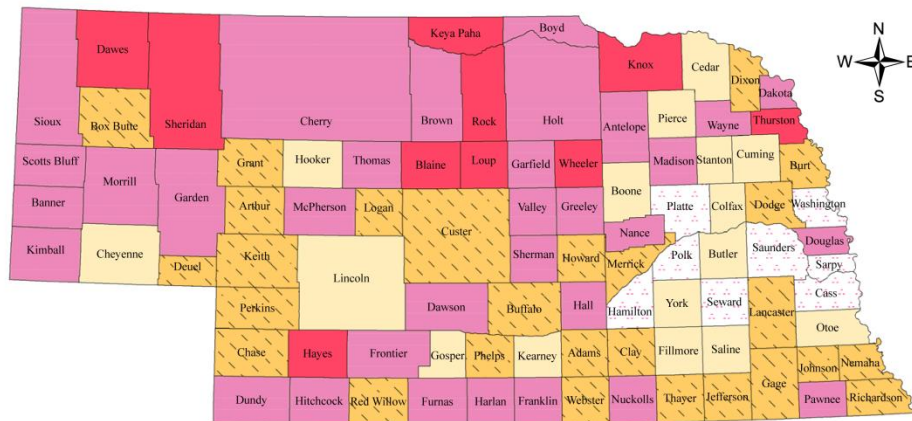 N
W E
S
Dawes
Keya Paha
Boyd
Knox
Cedar
Dixon
Dakota
Sioux
Box Butte
Sheridan
Cherry
Brown
Rock
Holt
Antelope
Pierce
Wayne
Thurston
Scotts Bluff
Morrill
Garden
Grant
Hooker
Thomas
Blaine
Loup
Garfield
Wheeler
Boone
Madison
Stanton
Cuming
Burt
Banner
Arthur
McPherson
Logan
Custer
Valley
Greeley
Nance
Platte
Colfax
Dodge
Washington
Kimball
Cheyenne
Deuel
Keith
Lincoln
Sherman
Howard
Merrick
Polk
Butler
Saunders
Douglas
Sarpy
Perkins
Dawson
Buffalo
Hall
Hamilton
York
Seward
Lancaster
Cass
Otoe
Chase
Hayes
Frontier
Gosper
Phelps
Kearney
Adams
Clay
Fillmore
Saline
Gage
Johnson
Nemaha
Dundy
Hitchcock
Red Willow
Furnas
Harlan
Franklin
Webster
Nuckolls
Thayer
Jefferson
Pawnee
Richardson